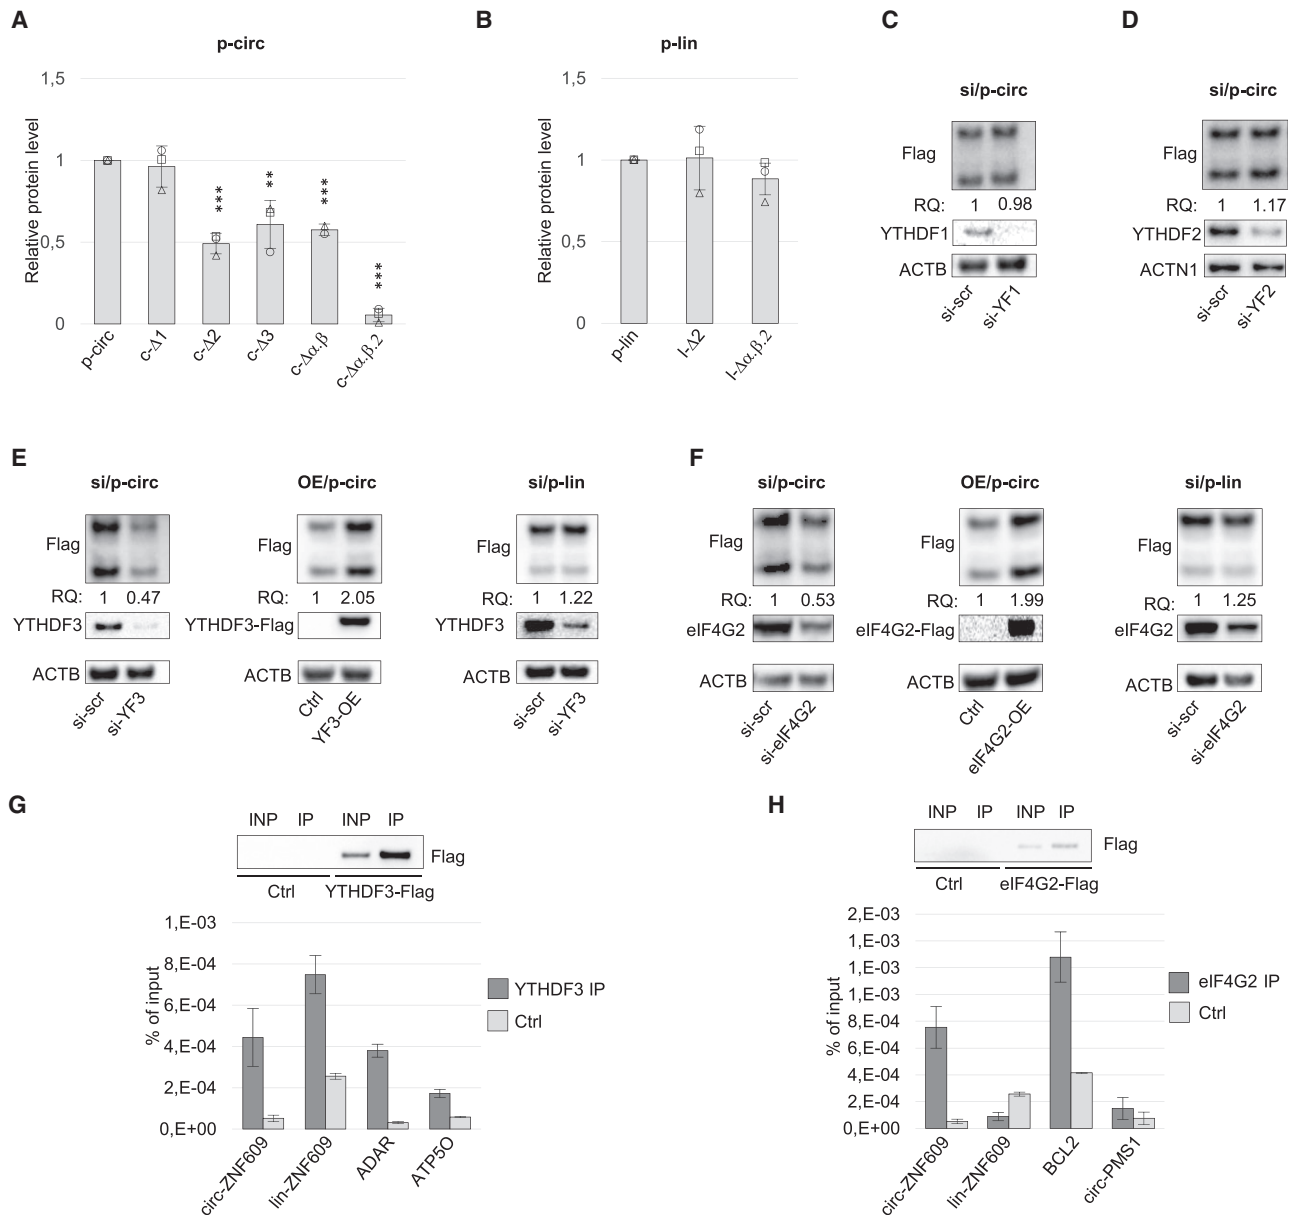 A
p-circ
Relative protein level
1,5
1
0,5
0
***
**
***
***
p-circ
c-Δ1
c-Δ2
c-Δ3
c-Δα.β
c-Δα.β.2
B
p-lin
Relative protein level
1,5
1
0,5
0
p-lin
l-Δ2
l-Δα.β.2
C
si/p-circ
Flag
RQ: 1 0.98
YTHDF1
ACTB
si-scr
si-YF1
D
si/p-circ
Flag
RQ: 1 1.17
YTHDF2
ACTN1
si-scr
si-YF2
E
si/p-circ
Flag
RQ: 1 0.47
YTHDF3
ACTB
si-scr
si-YF3
OE/p-circ
Flag
RQ: 1 2.05
YTHDF3-Flag
ACTB
Ctrl
YF3-OE
si/p-lin
Flag
RQ: 1 1.22
YTHDF3
ACTB
si-scr
si-YF3
F
si/p-circ
Flag
RQ: 1 0.53
eIF4G2
ACTB
si-scr
si-eIF4G2
OE/p-circ
Flag
RQ: 1 1.99
eIF4G2-Flag
ACTB
Ctrl
eIF4G2-OE
si/p-lin
Flag
RQ: 1 1.25
eIF4G2
ACTB
si-scr
si-eIF4G2
G
INP IP INP IP
Flag
Ctrl YTHDF3-Flag
% of input
1,E-03
8,E-04
6,E-04
4,E-04
2,E-04
0,E+00
circ-ZNF609
lin-ZNF609
ADAR
ATP5O
YTHDF3 IP
Ctrl
H
INP IP INP IP
Flag
Ctrl eIF4G2-Flag
% of input
2,E-03
1,E-03
1,E-03
1,E-03
8,E-04
6,E-04
4,E-04
2,E-04
0,E+00
circ-ZNF609
lin-ZNF609
BCL2
circ-PMS1
eIF4G2 IP
Ctrl